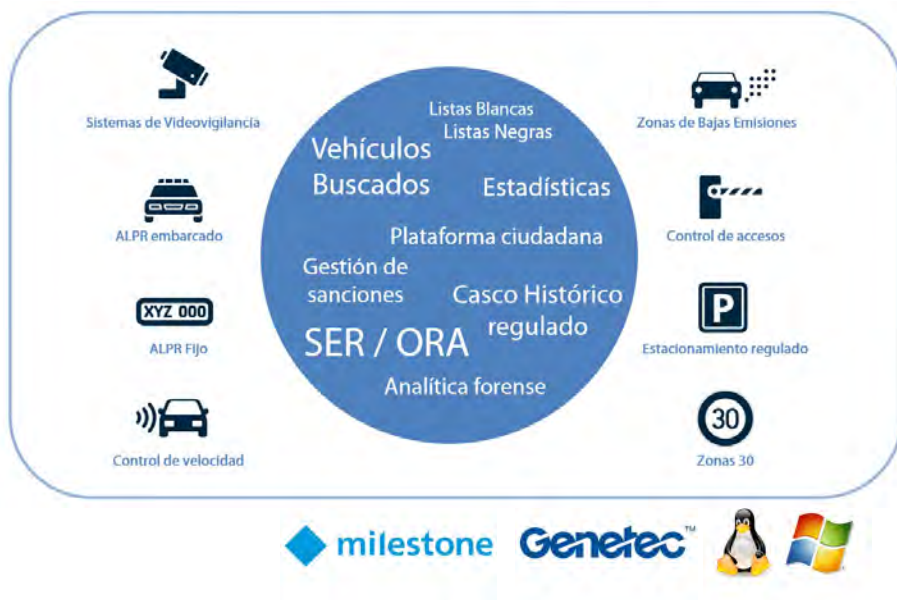 Sistemas de Videovigilancia
ALPR embarcado
XYZ 000
ALPR Fijo
Control de velocidad
Listas Blancas
Listas Negras
Vehículos
Buscados
Estadísticas
Plataforma ciudadana
Gestión de
sanciones
Casco Histórico
regulado
SER / ORA
Analítica forense
Zonas de Bajas Emisiones
Control de accesos
P
Estacionamiento regulado
30
Zonas 30
milestone
Genetec™